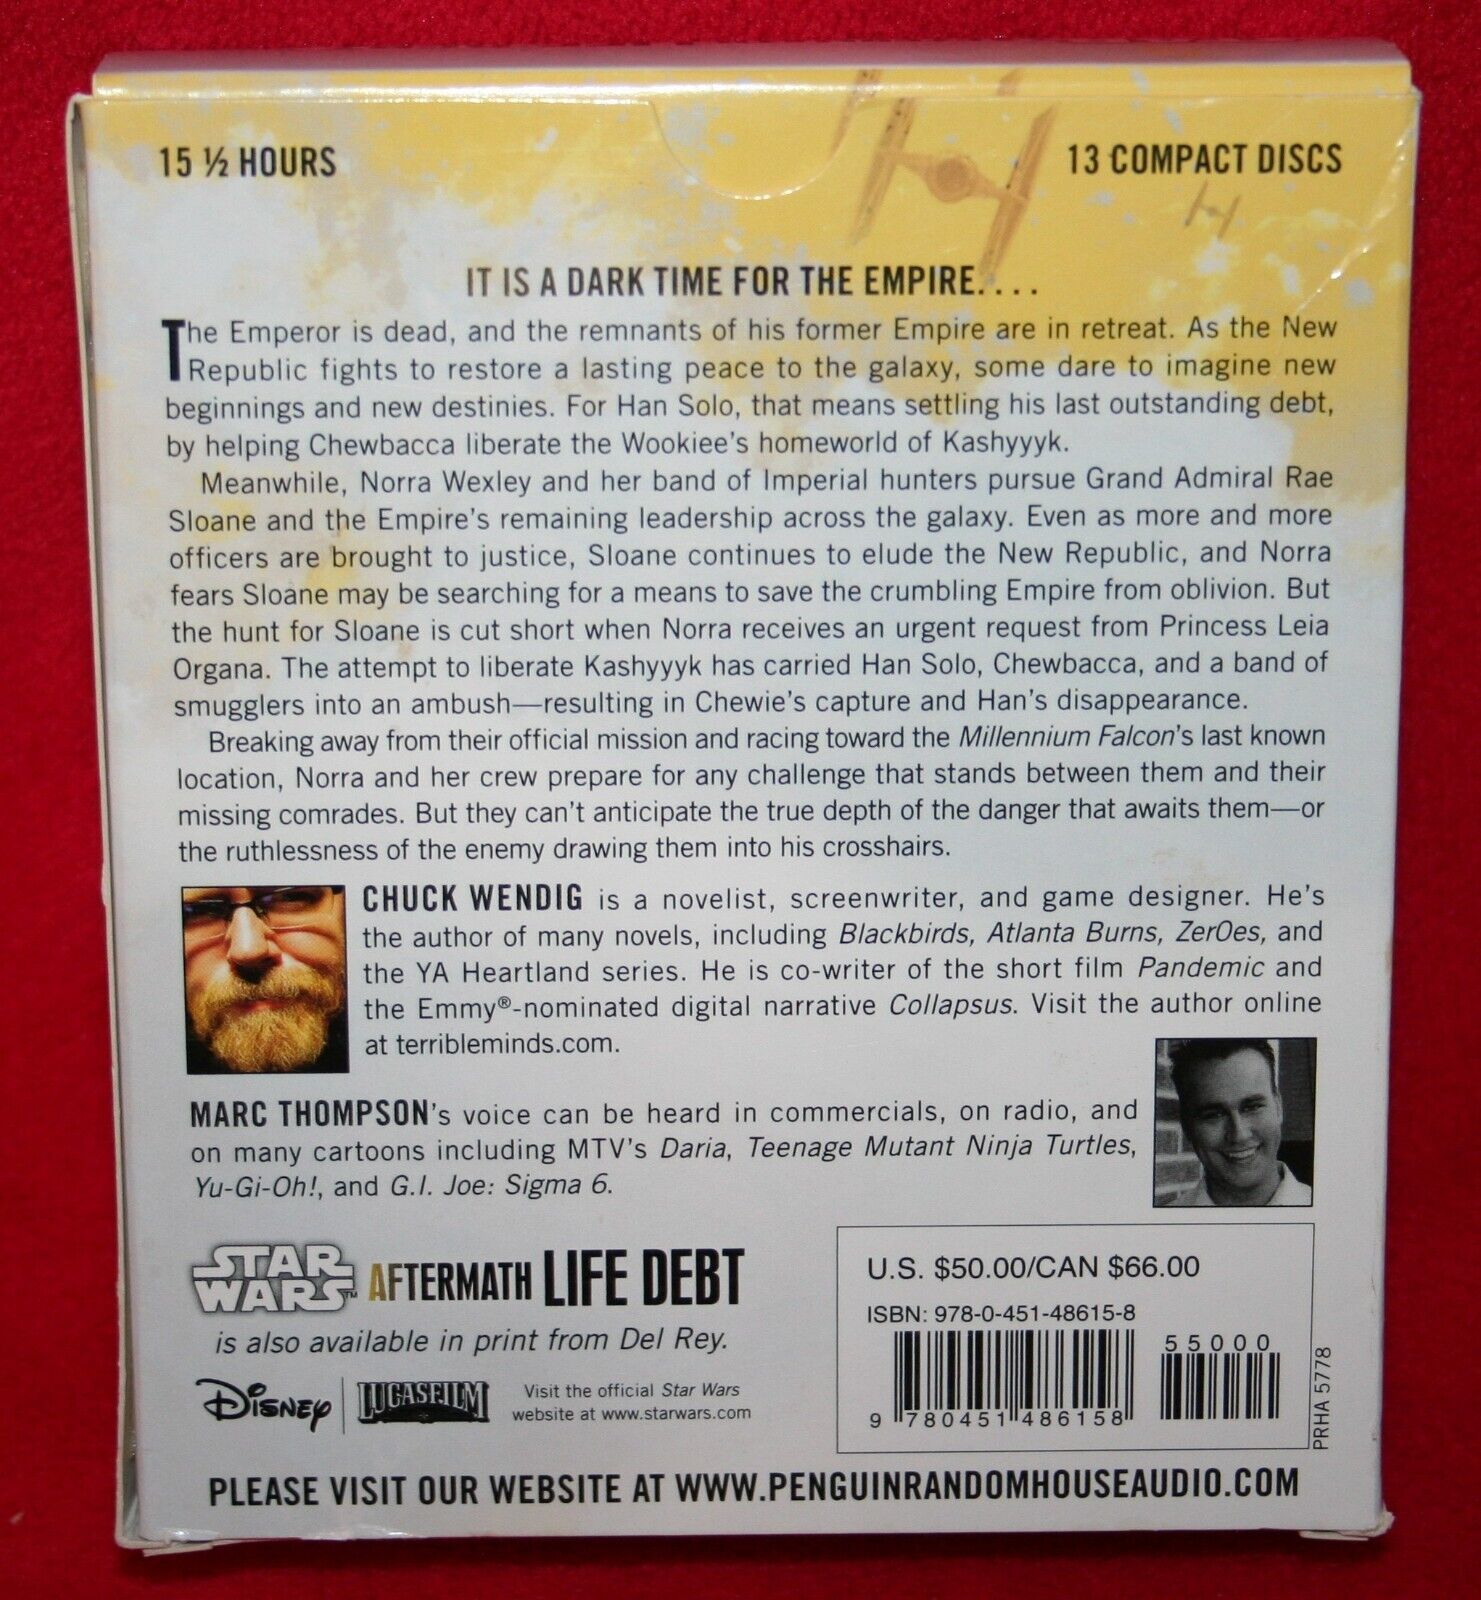 15 ½ HOURS
13 COMPACT DISCS
IT IS A DARK TIME FOR THE EMPIRE. . . .
The Emperor is dead, and the remnants of his former Empire are in retreat. As the New
Republic fights to restore a lasting peace to the galaxy, some dare to imagine new
beginnings and new destinies. For Han Solo, that means settling his last outstanding debt,
by helping Chewbacca liberate the Wookiee's homeworld of Kashyyyk.
Meanwhile, Norra Wexley and her band of Imperial hunters pursue Grand Admiral Rae
Sloane and the Empire's remaining leadership across the galaxy. Even as more and more
officers are brought to justice, Sloane continues to elude the New Republic, and Norra
fears Sloane may be searching for a means to save the crumbling Empire from oblivion. But
the hunt for Sloane is cut short when Norra receives an urgent request from Princess Leia
Organa. The attempt to liberate Kashyyyk has carried Han Solo, Chewbacca, and a band of
smugglers into an ambush—resulting in Chewie's capture and Han's disappearance.
Breaking away from their official mission and racing toward the Millennium Falcon's last known
location, Norra and her crew prepare for any challenge that stands between them and their
missing comrades. But they can't anticipate the true depth of the danger that awaits them—or
the ruthlessness of the enemy drawing them into his crosshairs.
CHUCK WENDIG is a novelist, screenwriter, and game designer. He's
the author of many novels, including Blackbirds, Atlanta Burns, ZerOes, and
the YA Heartland series. He is co-writer of the short film Pandemic and
the Emmy®-nominated digital narrative Collapsus. Visit the author online
at terribleminds.com.
MARC THOMPSON's voice can be heard in commercials, on radio, and
on many cartoons including MTV's Daria, Teenage Mutant Ninja Turtles,
Yu-Gi-Oh!, and G.I. Joe: Sigma 6.
STAR WARS™ AFTERMATH LIFE DEBT
is also available in print from Del Rey.
DISNEY LUCASFILM
Visit the official Star Wars
website at www.starwars.com
U.S. $50.00/CAN $66.00
ISBN: 978-0-451-48615-8
55000
9 780451 486158
PRHA 5778
PLEASE VISIT OUR WEBSITE AT WWW.PENGUINRANDOMHOUSEAUDIO.COM